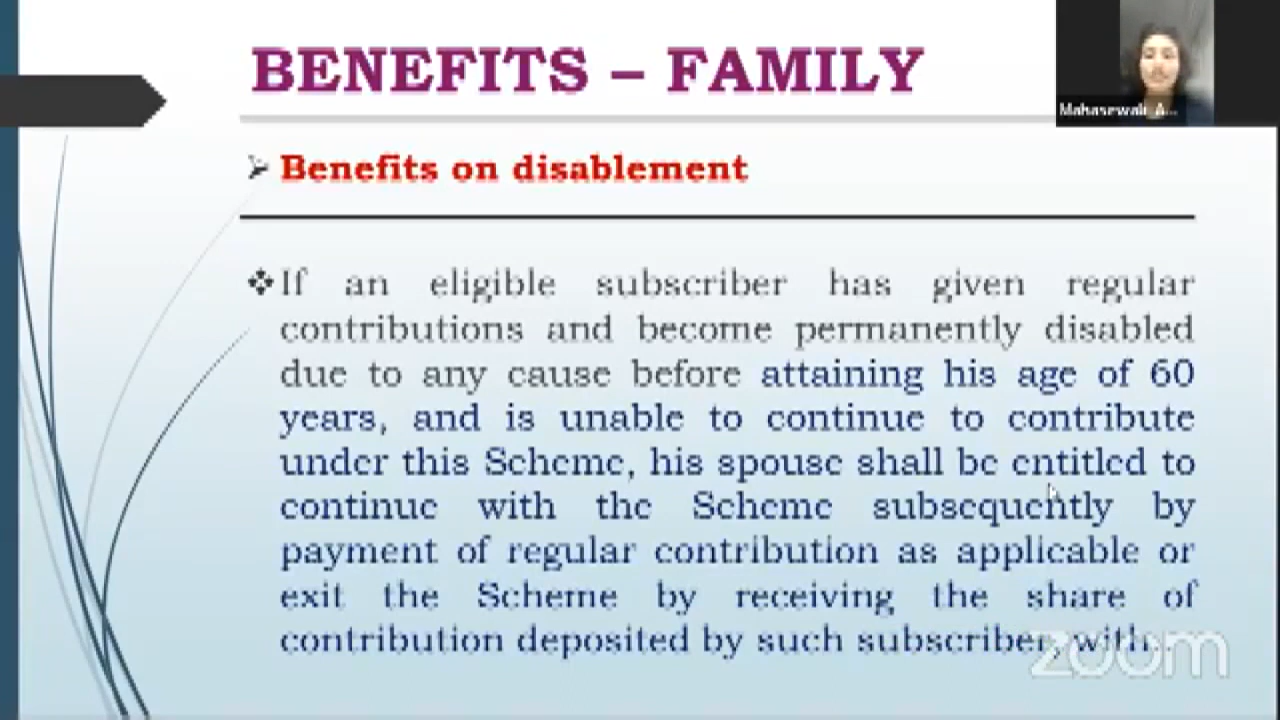 BENEFITS – FAMILY
Mahasewak A...
Benefits on disablement
If an eligible subscriber has given regular
contributions and become permanently disabled
due to any cause before attaining his age of 60
years, and is unable to continue to contribute
under this Scheme, his spouse shall be entitled to
continue with the Scheme subsequently by
payment of regular contribution as applicable or
exit the Scheme by receiving the share of
contribution deposited by such subscriber, with..
zoom